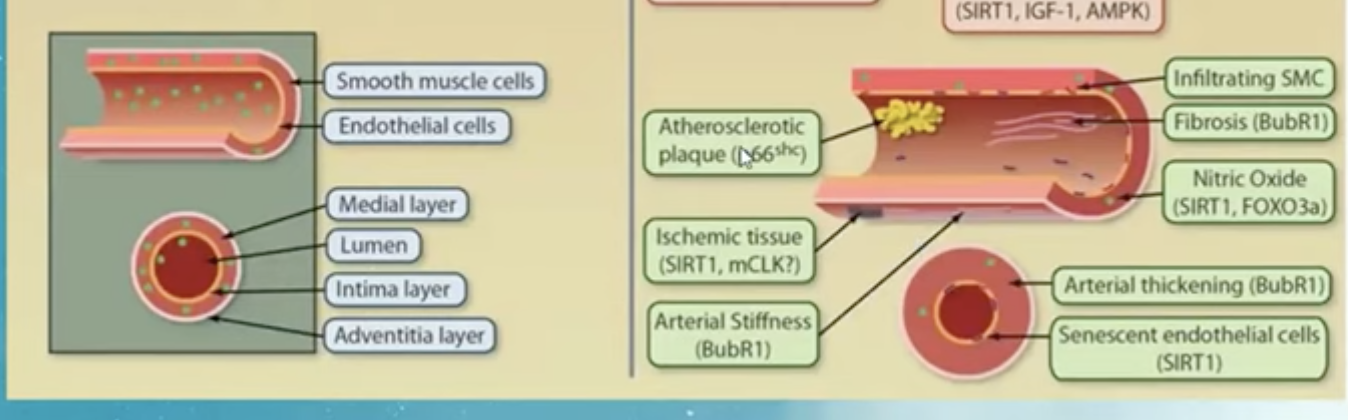 (SIRT1, IGF-1, AMPK)
Smooth muscle cells
Endothelial cells
Medial layer
Lumen
Intima layer
Adventitia layer
Atherosclerotic
plaque (p66shc)
Ischemic tissue
(SIRT1, mCLK?)
Arterial Stiffness
(BubR1)
Infiltrating SMC
Fibrosis (BubR1)
Nitric Oxide
(SIRT1, FOXO3a)
Arterial thickening (BubR1)
Senescent endothelial cells
(SIRT1)